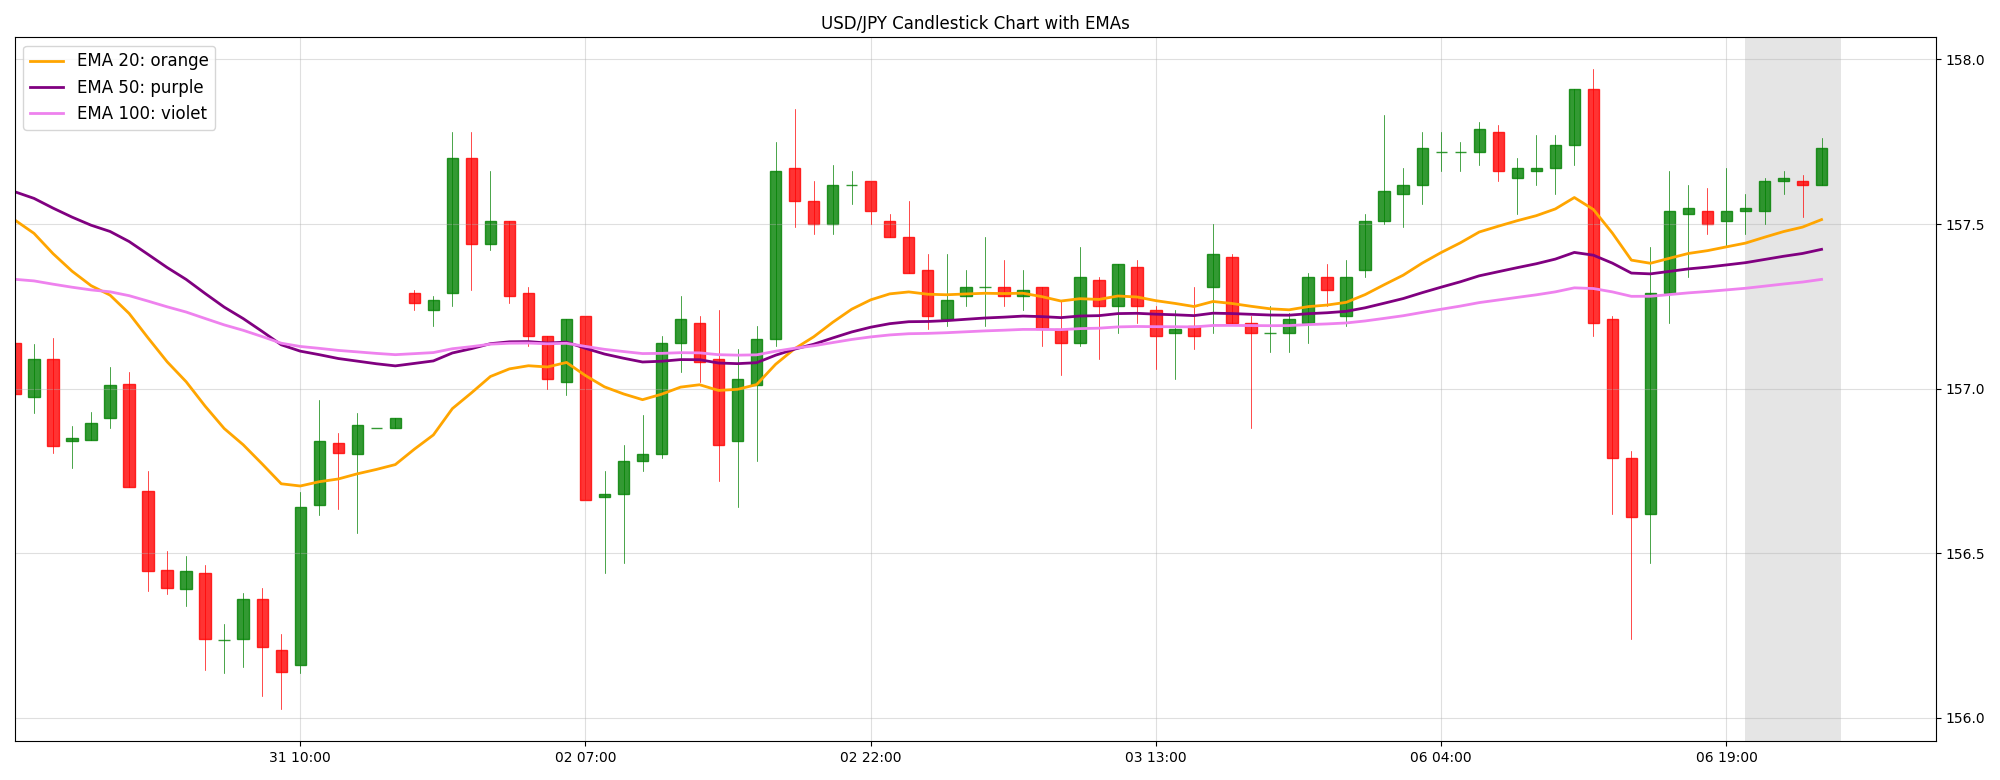 USD/JPY Candlestick Chart with EMAs
EMA 20: orange
EMA 50: purple
EMA 100: violet
158.0
157.5
157.0
156.5
156.0
31 10:00
02 07:00
02 22:00
03 13:00
06 04:00
06 19:00